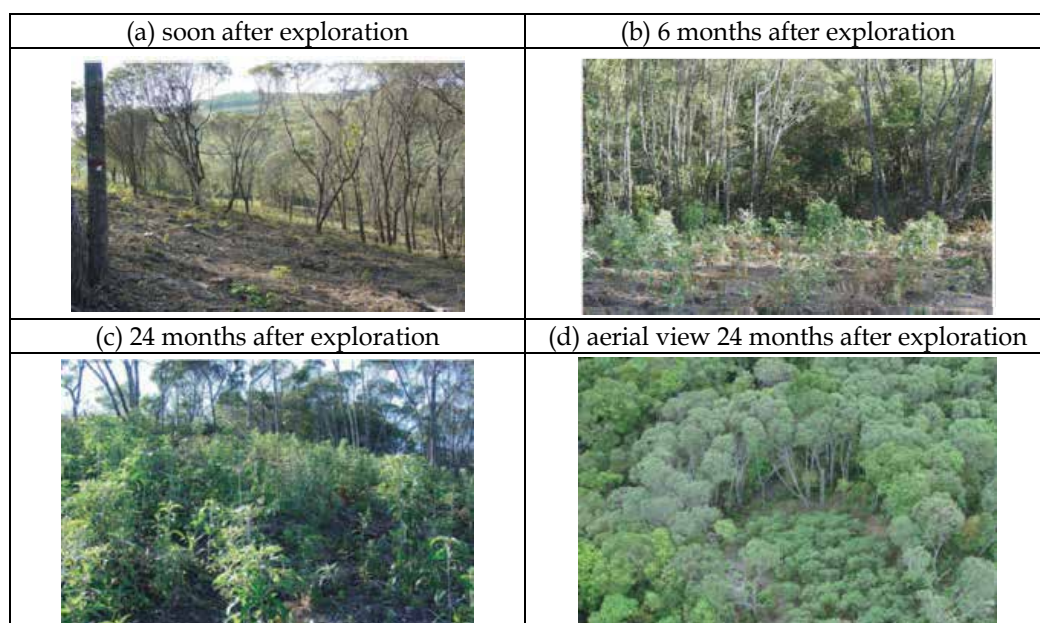 (a) soon after exploration
(b) 6 months after exploration
(c) 24 months after exploration
(d) aerial view 24 months after exploration